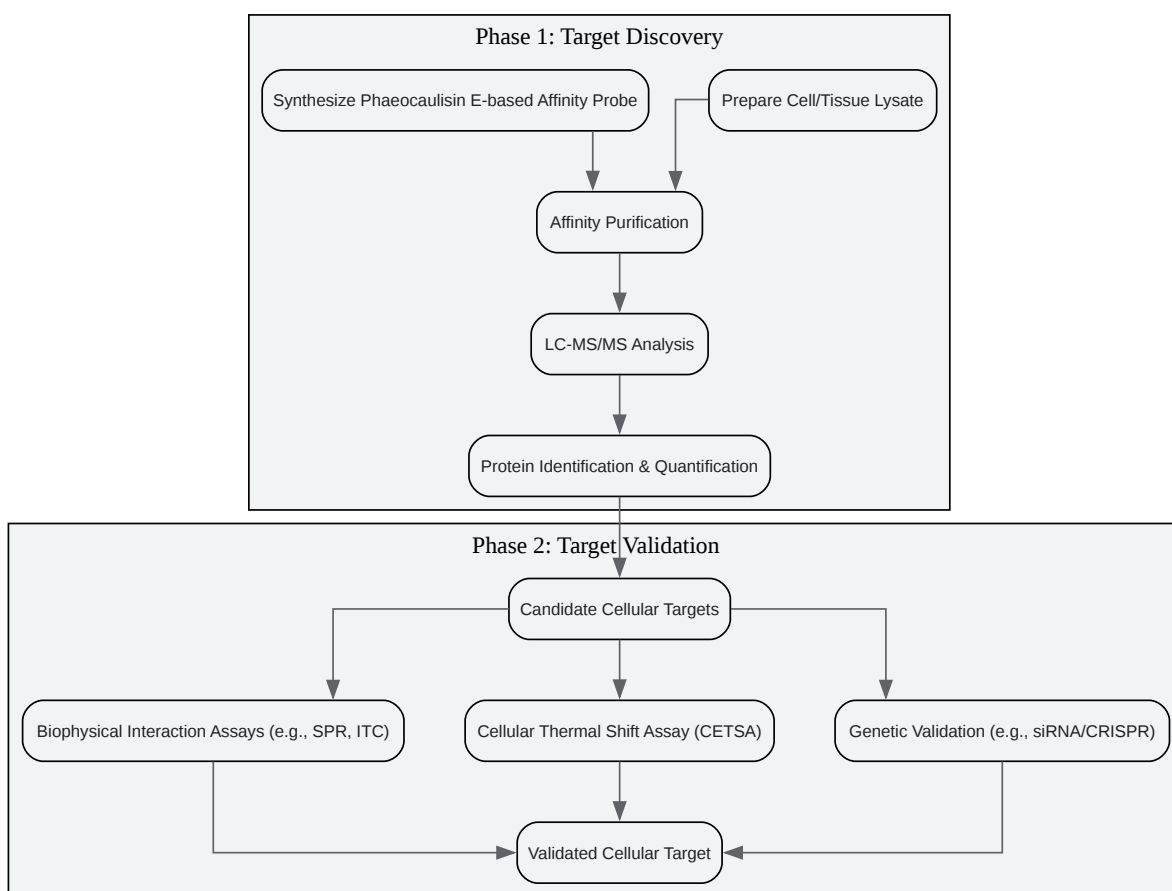 Phase 1: Target Discovery
Synthesize Phaeocaulisin E-based Affinity Probe
Prepare Cell/Tissue Lysate
Affinity Purification
LC-MS/MS Analysis
Protein Identification & Quantification
Phase 2: Target Validation
Candidate Cellular Targets
Biophysical Interaction Assays (e.g., SPR, ITC)
Cellular Thermal Shift Assay (CETSA)
Genetic Validation (e.g., siRNA/CRISPR)
Validated Cellular Target